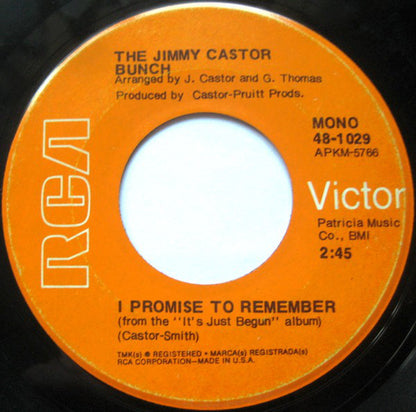 THE JIMMY CASTOR
BUNCH
Arranged by J. Castor and G. Thomas
Produced by Castor-Pruitt Prods.
MONO
48-1029
APKM-5766
RCA
Victor
Patricia Music
Co., BMI
2:45
I PROMISE TO REMEMBER
(from the "It's Just Begun" album)
(Castor-Smith)
TMK(s) ® REGISTERED • MARCA(s) REGISTRADA(s)
RCA CORPORATION—MADE IN U.S.A.